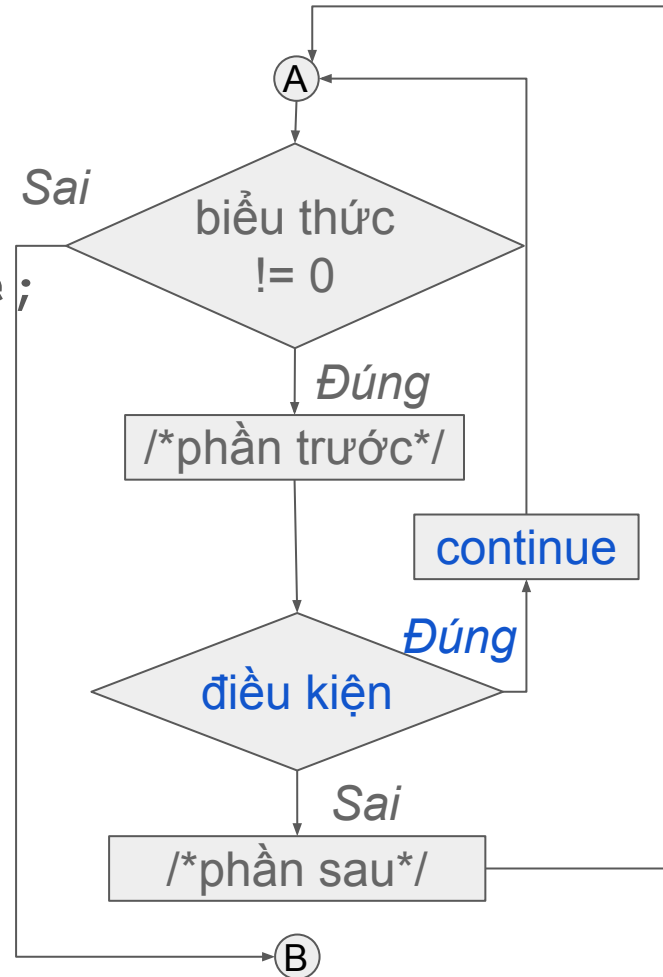 A
Sai
biểu thức
!= 0
;
Đúng
/*phần trước*/
continue
Đúng
điều kiện
Sai
/*phần sau*/
B